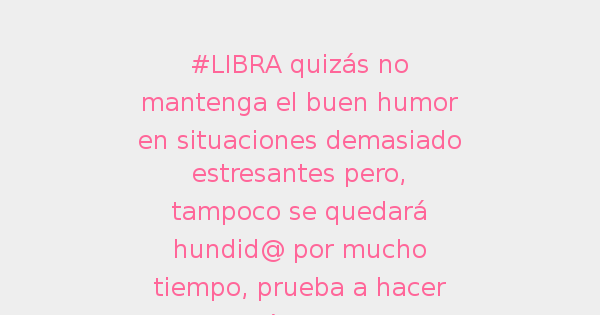 #LIBRA quizás no
mantenga el buen humor
en situaciones demasiado
estresantes pero,
tampoco se quedará
hundid@ por mucho
tiempo, prueba a hacer